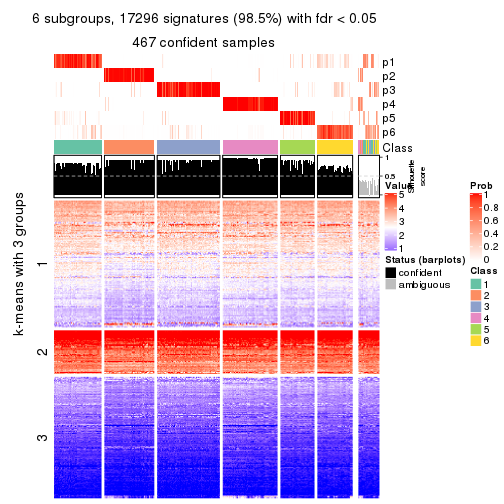 6 subgroups, 17296 signatures (98.5%) with fdr < 0.05
467 confident samples
p1
p2
p3
p4
p5
p6
Class
1
0.5
0
Silhouette
score
k-means with 3 groups
1
2
3
Value
5
4
3
2
1
Status (barplots)
confident
ambiguous
Prob
1
0.8
0.6
0.4
0.2
0
Class
1
2
3
4
5
6